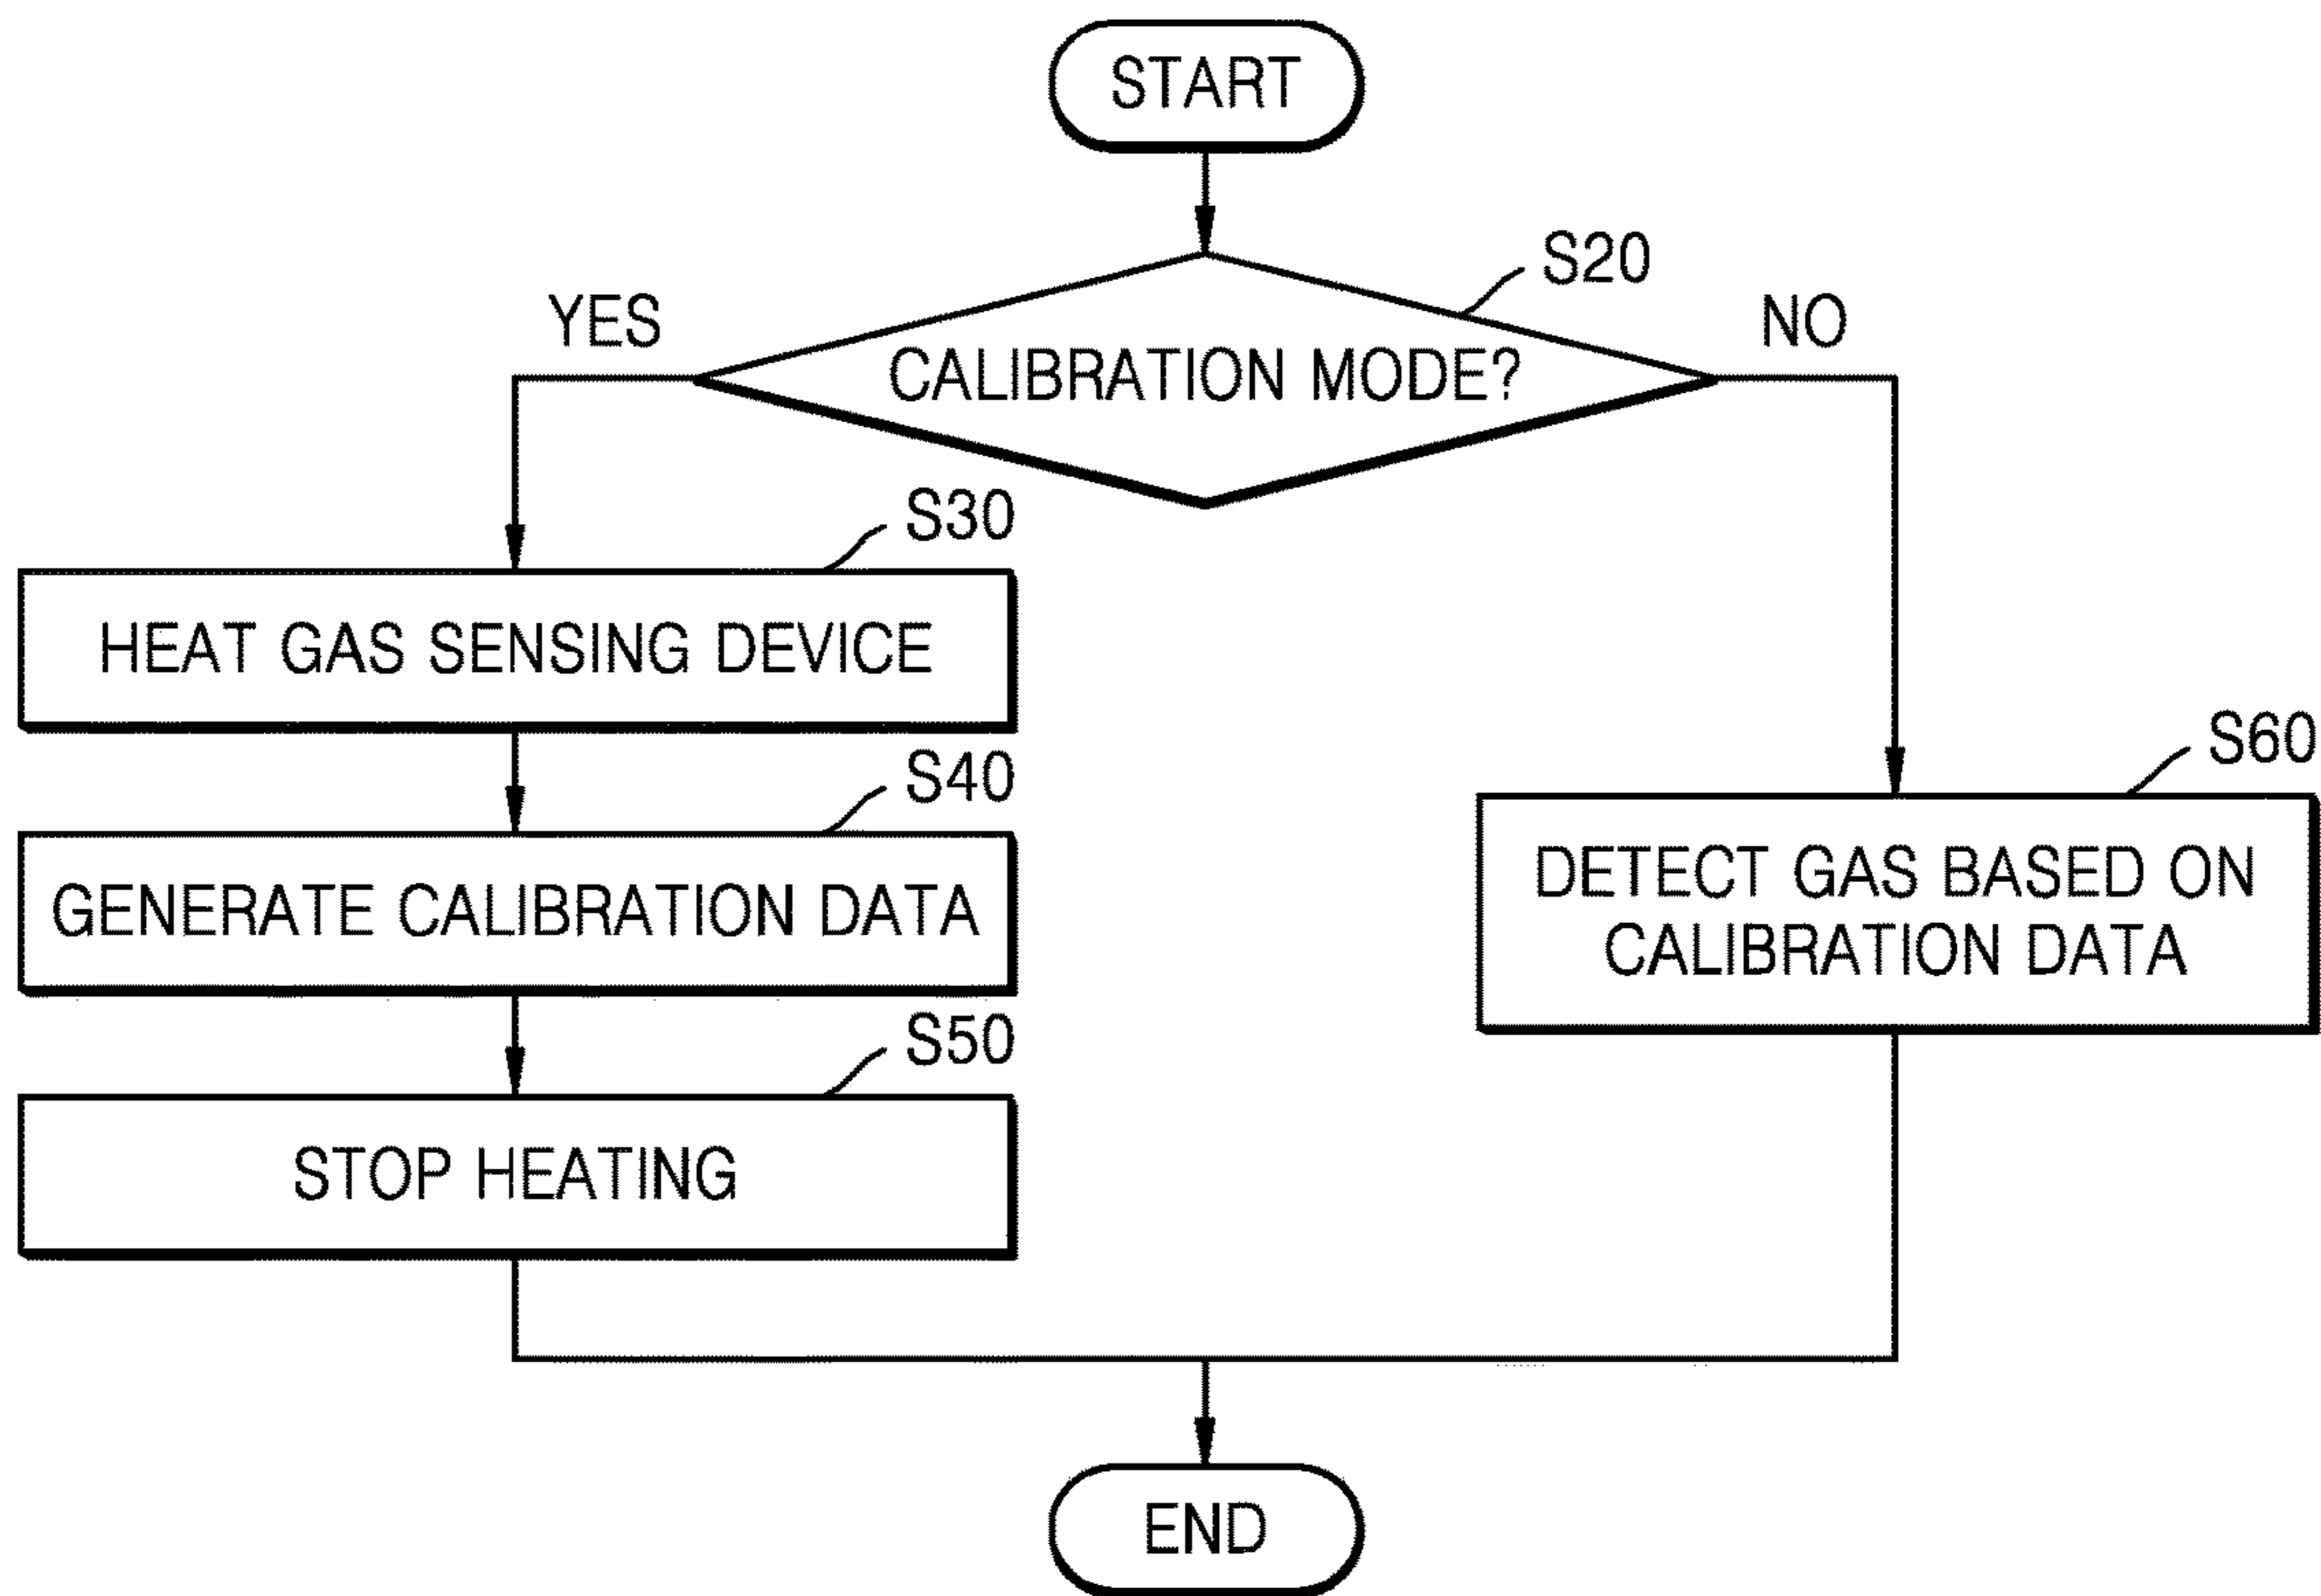 START
S20
YES
NO
CALIBRATION MODE?
S30
HEAT GAS SENSING DEVICE
S40
GENERATE CALIBRATION DATA
S50
STOP HEATING
S60
DETECT GAS BASED ON
CALIBRATION DATA
END